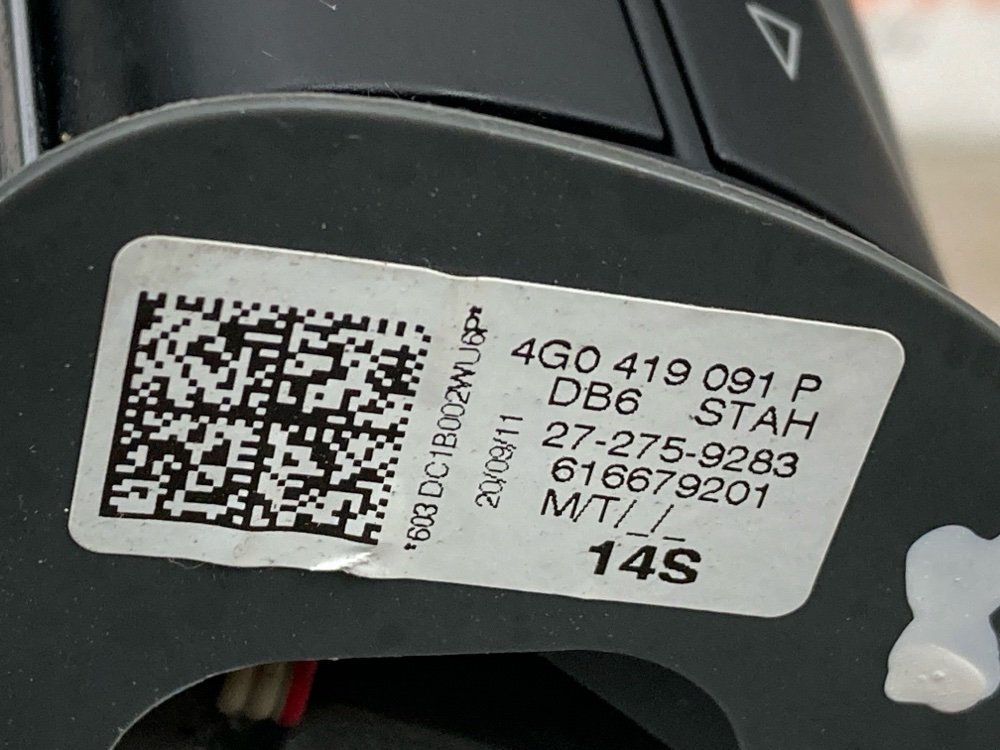 *603 DC1B002WU6P*
20/09/11
4G0 419 091 P
DB6 STAH
27-275-9283
616679201
M/T/_/_
14S